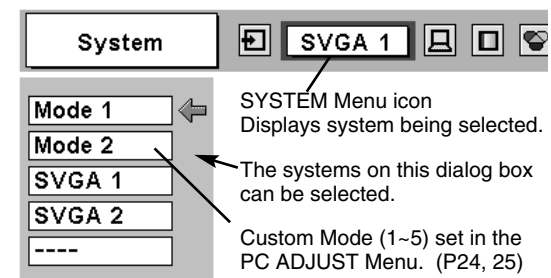 System
SVGA 1
Mode 1
Mode 2
SVGA 1
SVGA 2
----
SYSTEM Menu icon
Displays system being selected.
The systems on this dialog box
can be selected.
Custom Mode (1~5) set in the
PC ADJUST Menu. (P24, 25)